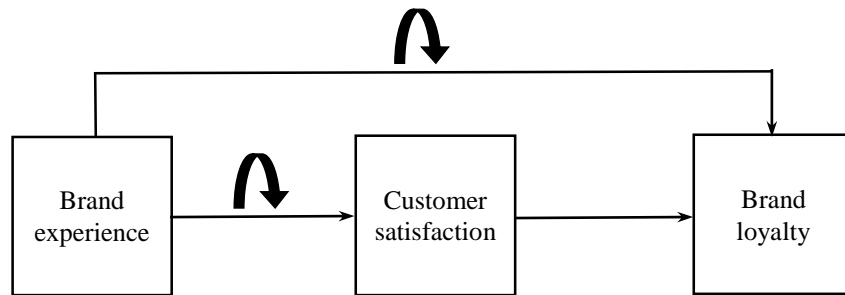 Brand
experience
Customer
satisfaction
Brand
loyalty